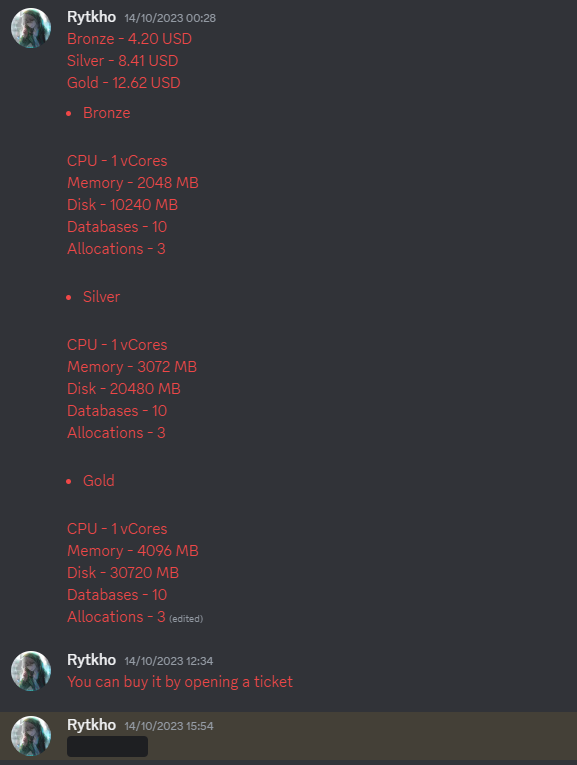 Rytkho 14/10/2023 00:28
Bronze - 4.20 USD
Silver - 8.41 USD
Gold - 12.62 USD
• Bronze
CPU - 1 vCores
Memory - 2048 MB
Disk - 10240 MB
Databases - 10
Allocations - 3
• Silver
CPU - 1 vCores
Memory - 3072 MB
Disk - 20480 MB
Databases - 10
Allocations - 3
• Gold
CPU - 1 vCores
Memory - 4096 MB
Disk - 30720 MB
Databases - 10
Allocations - 3 (edited)
Rytkho 14/10/2023 12:34
You can buy it by opening a ticket
Rytkho 14/10/2023 15:54